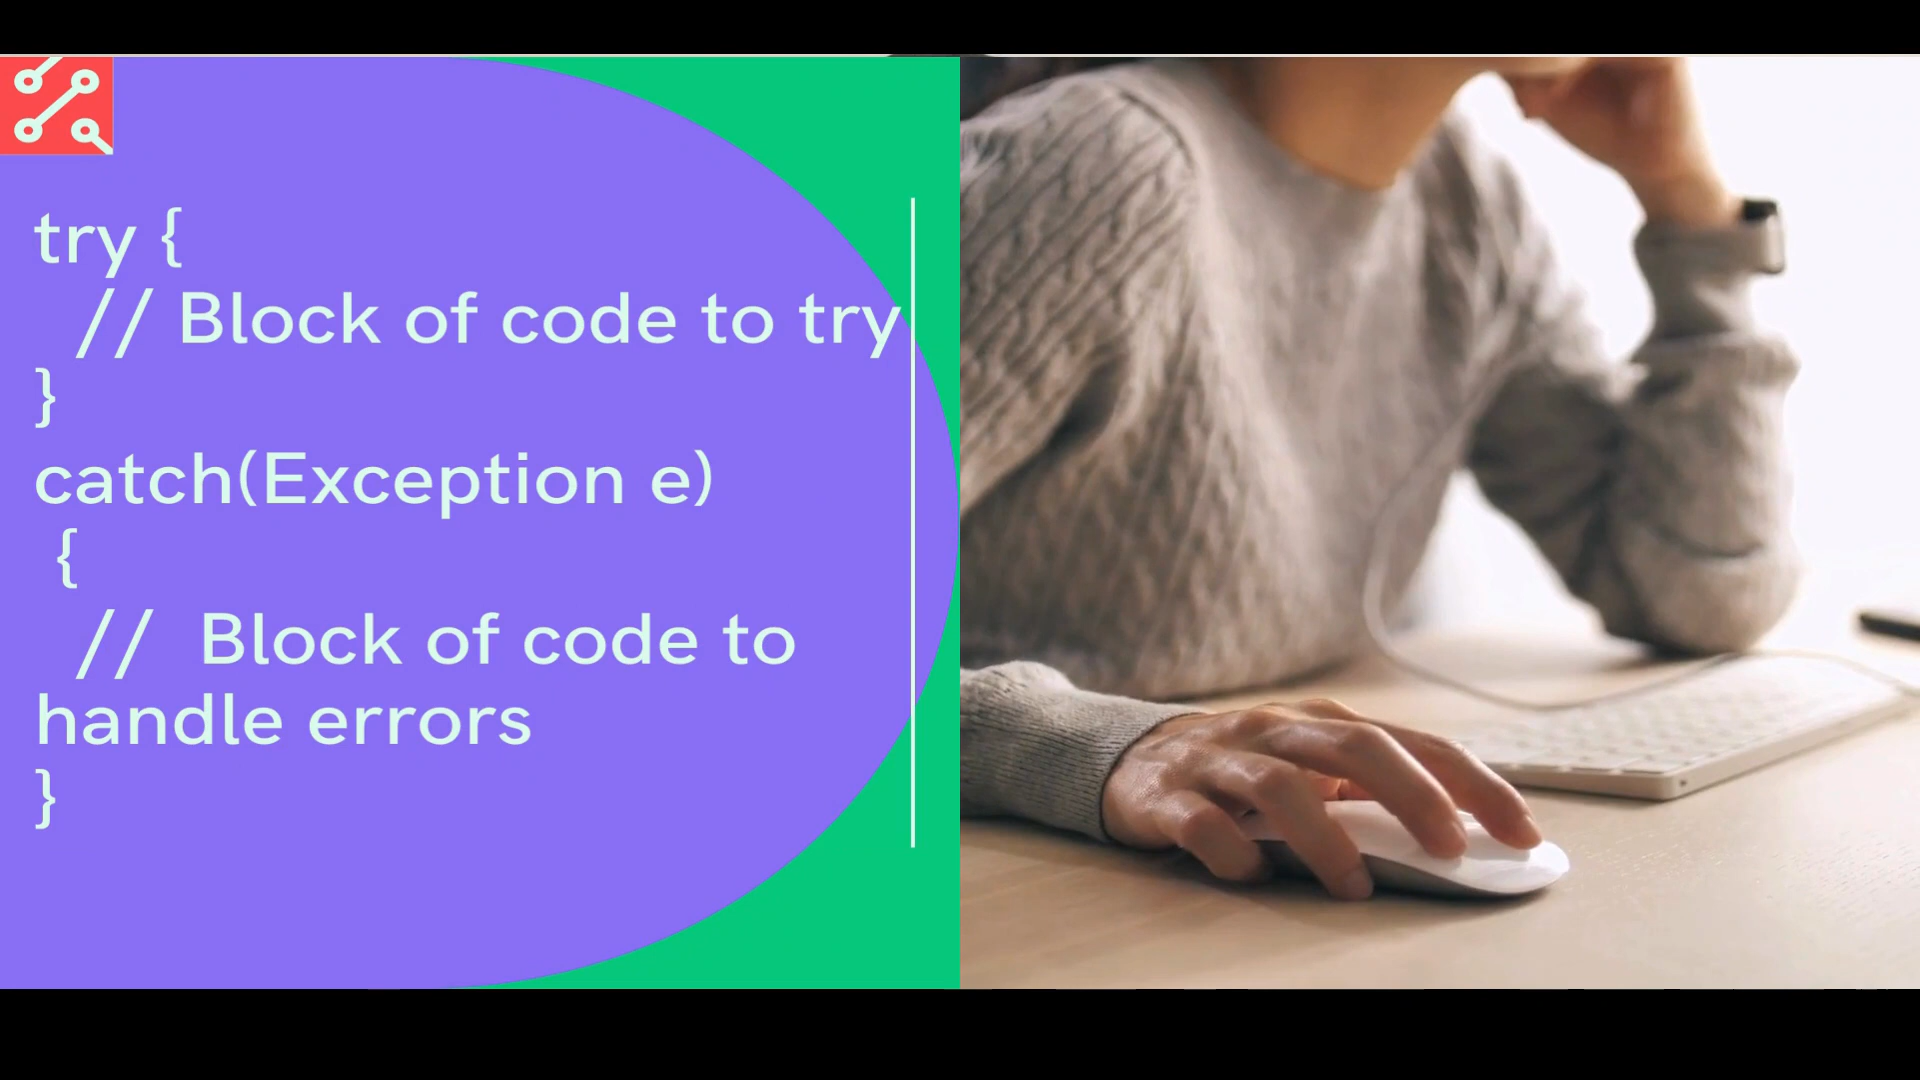 try {
// Block of code to try
}
catch(Exception e)
{
// Block of code to
handle errors
}